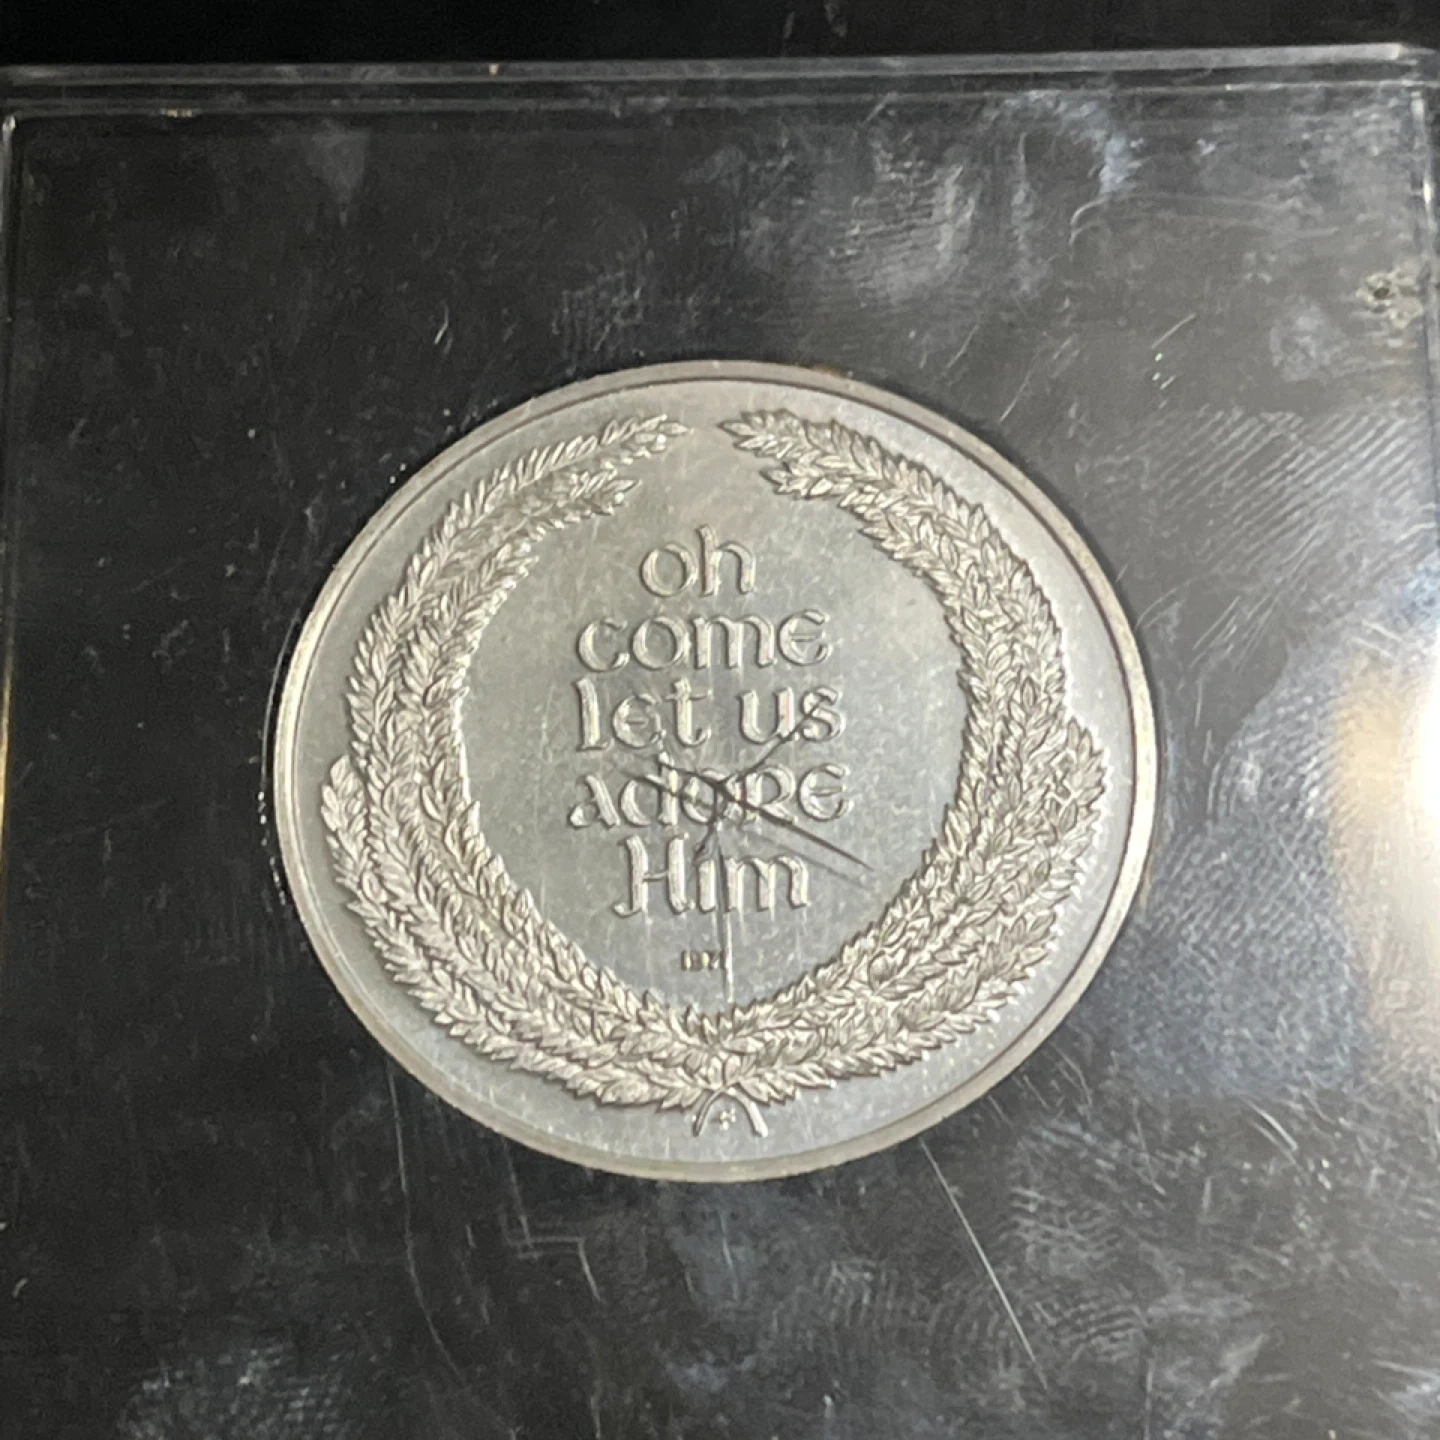 oh
come
let us
adore
Him